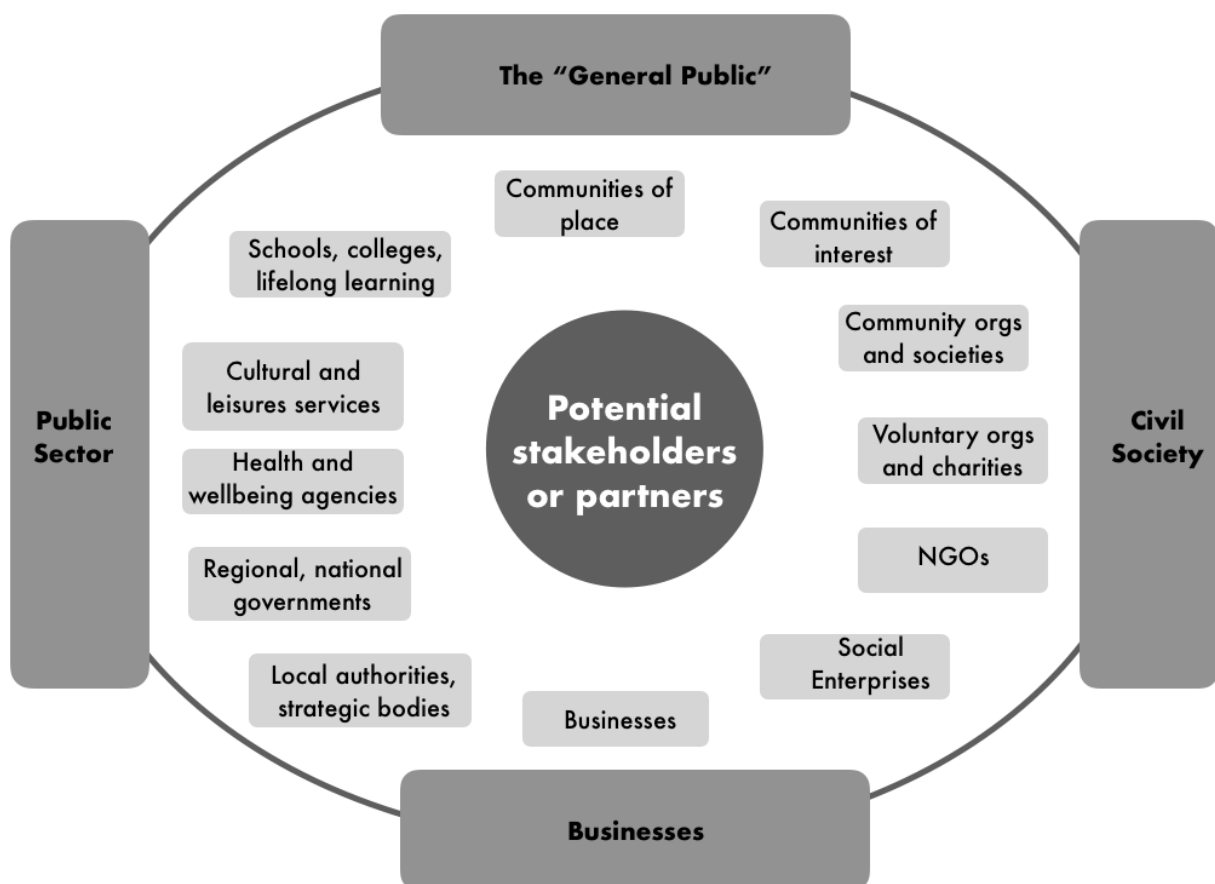 The “General Public”
Communities of
place
Communities of
interest
Schools, colleges,
lifelong learning
Community orgs
and societies
Cultural and
leisures services
Potential
stakeholders
or partners
Public
Sector
Civil
Society
Voluntary orgs
and charities
Health and
wellbeing agencies
NGOs
Regional, national
governments
Social
Enterprises
Local authorities,
strategic bodies
Businesses
Businesses